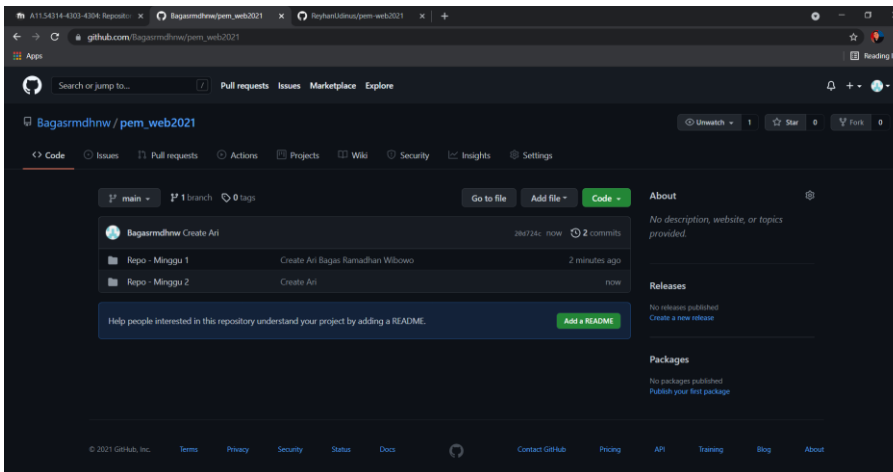 A11.54314-4303-4304: Reposito
Bagasrmdhnw/pem_web2021
ReyhanUdinus/pem-web2021
github.com/Bagasrmdhnw/pem_web2021
Apps
Reading
Search or jump to...
/
Pull requests Issues Marketplace Explore
Bagasrmdhnw / pem_web2021
Unwatch 1
Star 0
Fork 0
Code Issues Pull requests Actions Projects Wiki Security Insights Settings
main 1 branch 0 tags
Go to file Add file Code
Bagasrmdhnw Create Ari
now 2 commits
Repo - Minggu 1 Create Ari Bagas Ramadhan Wibowo 2 minutes ago
Repo - Minggu 2 Create Ari now
Help people interested in this repository understand your project by adding a README.
Add a README
About
No description, website, or topics
provided.
Releases
No releases published
Create a new release
Packages
No packages published
Publish your first package
© 2021 GitHub, Inc. Terms Privacy Security Status Docs Contact GitHub Pricing API Training Blog About